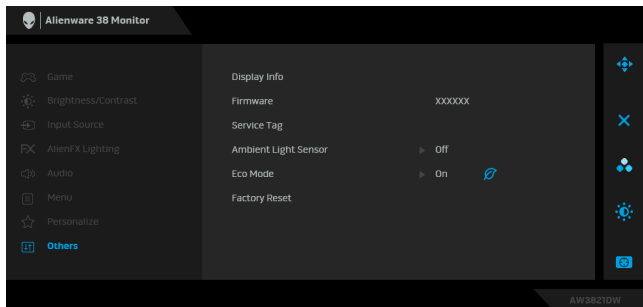 Alienware 38 Monitor
Game
Brightness/Contrast
Input Source
FX AlienFX Lighting
Audio
Menu
Personalize
Others
Display Info
Firmware XXXXXX
Service Tag
Ambient Light Sensor Off
Eco Mode On
Factory Reset
AW3821DW